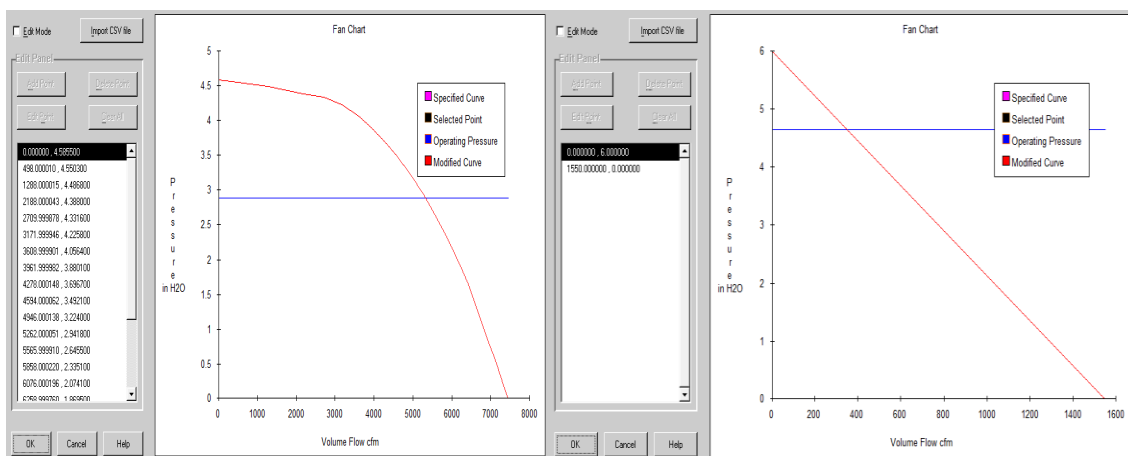 Edit Mode
Import CSV file
Edit Panel
Add Point
Delete Point
Edit Point
Clear All
0.000000 , 4.585500
498.000010 , 4.550300
1288.000015 , 4.486800
2188.000043 , 4.388000
2709.999878 , 4.331600
3171.999946 , 4.225800
3608.999901 , 4.056400
3961.999982 , 3.880100
4278.000148 , 3.696700
4594.000062 , 3.492100
4946.000138 , 3.224000
5262.000051 , 2.941800
5565.999910 , 2.645500
5858.000220 , 2.335100
6076.000196 , 2.074100
6258.999760 , 1.869500
OK
Cancel
Help
Fan Chart
5
4.5
4
3.5
3
2.5
2
1.5
1
0.5
0
Pressure
in H2O
Specified Curve
Selected Point
Operating Pressure
Modified Curve
0 1000 2000 3000 4000 5000 6000 7000 8000
Volume Flow cfm
Edit Mode
Import CSV file
Edit Panel
Add Point
Delete Point
Edit Point
Clear All
0.000000 , 6.000000
1550.000000 , 0.000000
OK
Cancel
Help
Fan Chart
6
5
4
3
2
1
0
Pressure
in H2O
Specified Curve
Selected Point
Operating Pressure
Modified Curve
0 200 400 600 800 1000 1200 1400 1600
Volume Flow cfm